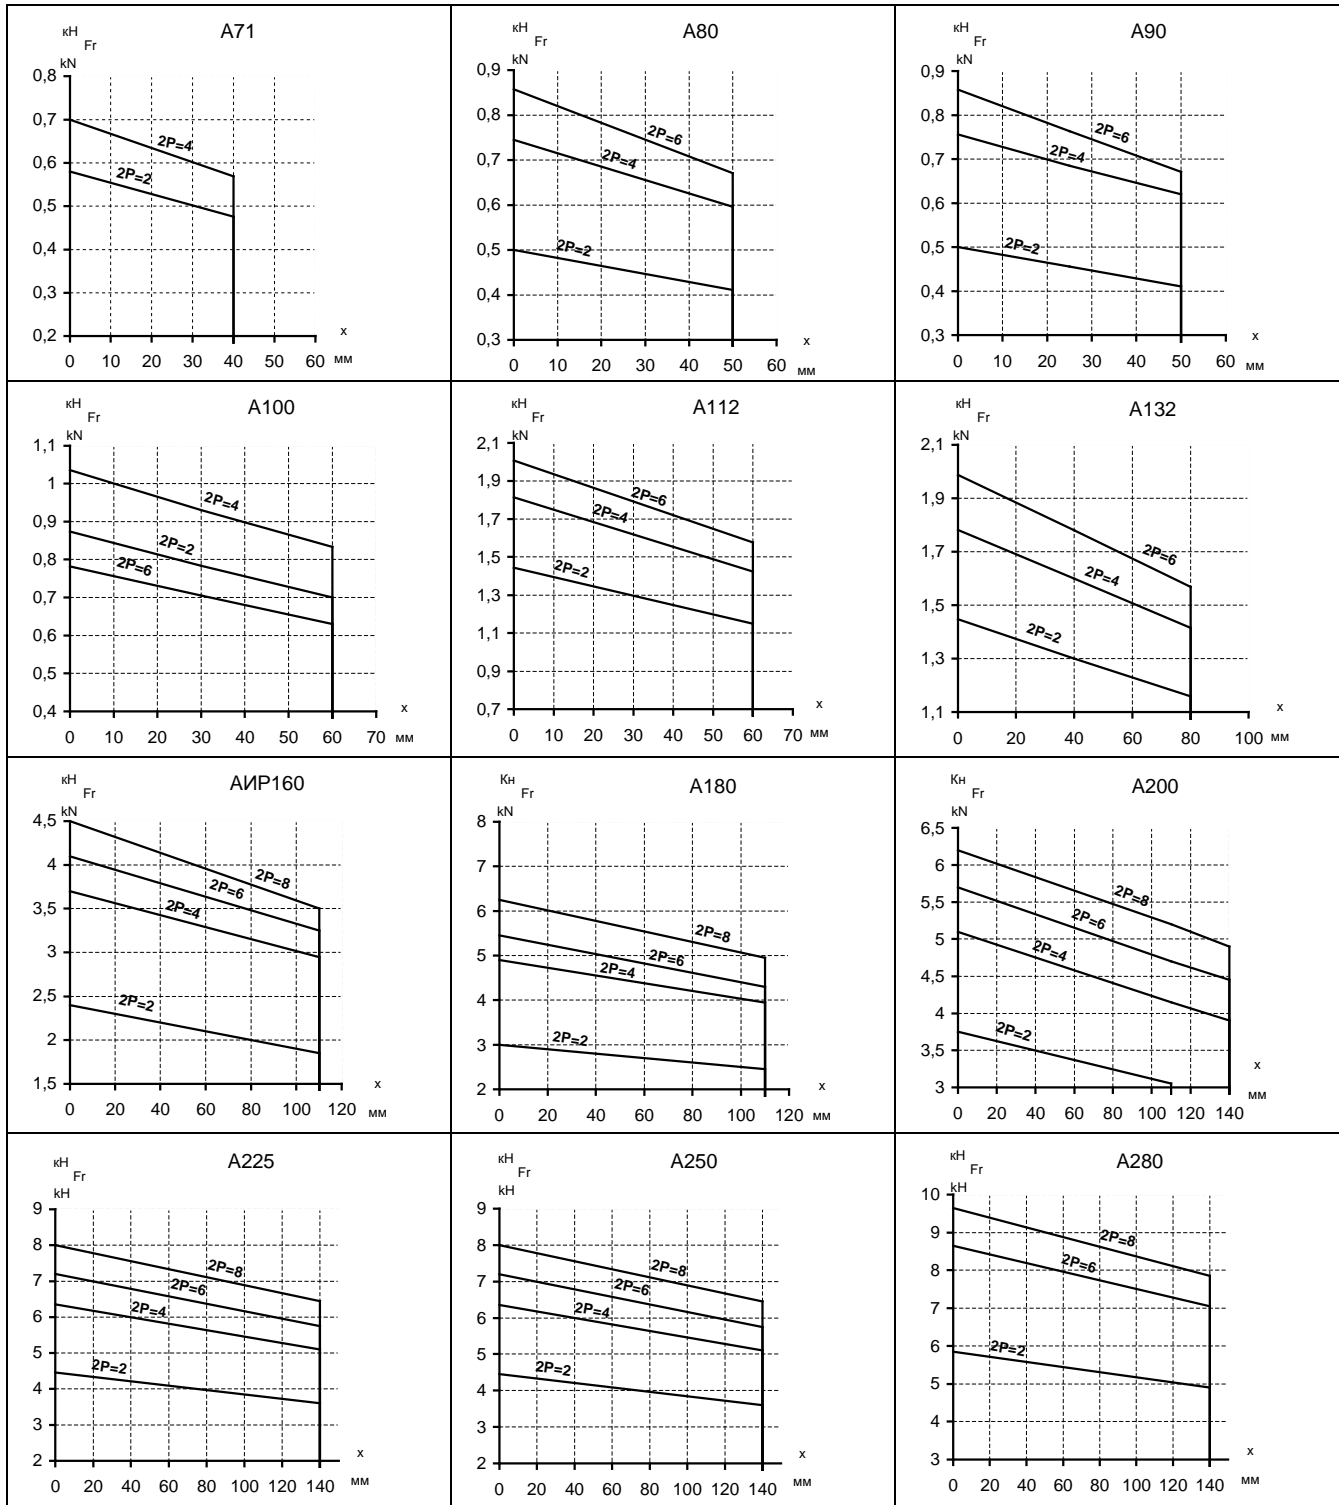 кН
Fr
kN
А71
0,8
0,7
0,6
0,5
0,4
0,3
0,2
2P=4
2P=2
х
0 10 20 30 40 50 60 мм
кН
Fr
kN
А80
0,9
0,8
0,7
0,6
0,5
0,4
0,3
2P=6
2P=4
2P=2
х
0 10 20 30 40 50 60 мм
кН
Fr
kN
А90
0,9
0,8
0,7
0,6
0,5
0,4
0,3
2P=6
2P=4
2P=2
х
0 10 20 30 40 50 60 мм
кН
Fr
kN
А100
1,1
1
0,9
0,8
0,7
0,6
0,5
0,4
2P=4
2P=2
2P=6
х
0 10 20 30 40 50 60 70 мм
кН
Fr
kN
А112
2,1
1,9
1,7
1,5
1,3
1,1
0,9
0,7
2P=6
2P=4
2P=2
х
0 10 20 30 40 50 60 70 мм
кН
Fr
kN
А132
2,1
1,9
1,7
1,5
1,3
1,1
2P=6
2P=4
2P=2
х
0 20 40 60 80 100 мм
кН
Fr
kN
АИР160
4,5
4
3,5
3
2,5
2
1,5
2P=8
2P=6
2P=4
2P=2
х
0 20 40 60 80 100 120 мм
Кн
Fr
kN
А180
8
7
6
5
4
3
2
2P=8
2P=6
2P=4
2P=2
х
0 20 40 60 80 100 120 мм
Кн
Fr
kN
А200
6,5
6
5,5
5
4,5
4
3,5
3
2P=8
2P=6
2P=4
2P=2
х
0 20 40 60 80 100 120 140 мм
кН
Fr
kH
А225
9
8
7
6
5
4
3
2
2P=8
2P=6
2P=4
2P=2
х
0 20 40 60 80 100 120 140 мм
кН
Fr
kH
А250
9
8
7
6
5
4
3
2
2P=8
2P=6
2P=4
2P=2
х
0 20 40 60 80 100 120 140 мм
кН
Fr
kH
А280
10
9
8
7
6
5
4
3
2P=8
2P=6
2P=2
х
0 20 40 60 80 100 120 140 мм